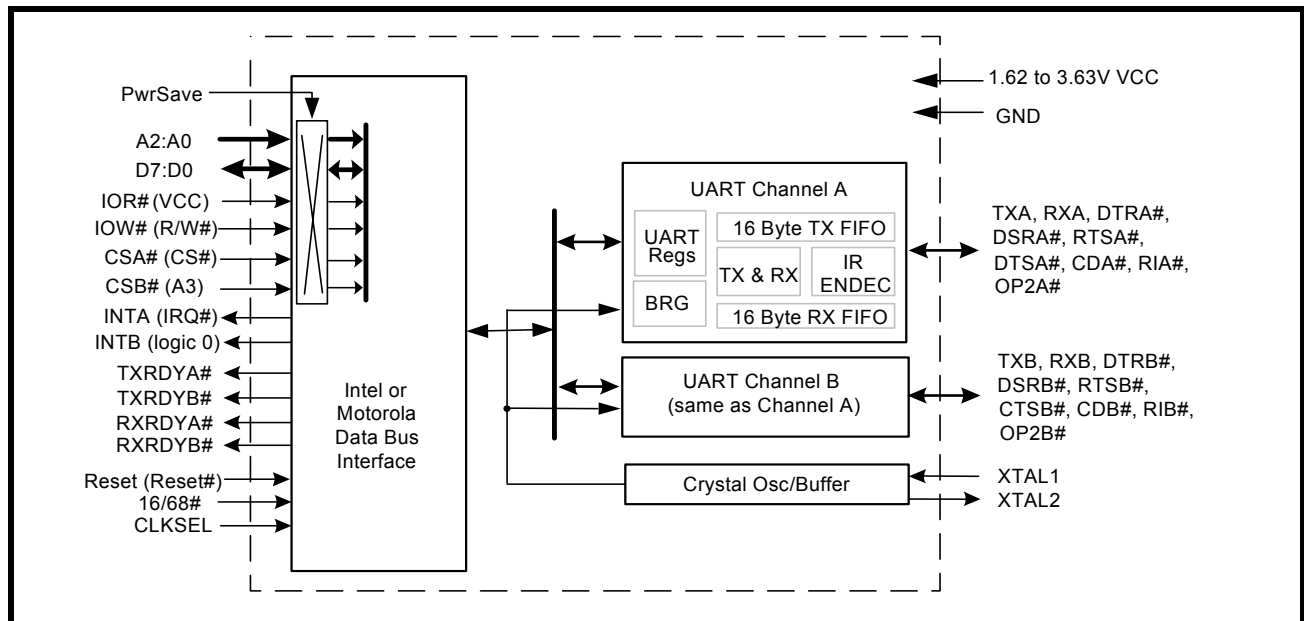 PwrSave
A2:A0
D7:D0
IOR# (VCC)
IOW# (R/W#)
CSA# (CS#)
CSB# (A3)
INTA (IRQ#)
INTB (logic 0)
TXRDYA#
TXRDYB#
RXRDYA#
RXRDYB#
Reset (Reset#)
16/68#
CLKSEL
Intel or
Motorola
Data Bus
Interface
UART Channel A
UART
Regs
BRG
16 Byte TX FIFO
TX & RX
IR
ENDEC
16 Byte RX FIFO
UART Channel B
(same as Channel A)
Crystal Osc/Buffer
1.62 to 3.63V VCC
GND
TXA, RXA, DTRA#,
DSRA#, RTSA#,
DTSA#, CDA#, RIA#,
OP2A#
TXB, RXB, DTRB#,
DSRB#, RTSB#,
CTSB#, CDB#, RIB#,
OP2B#
XTAL1
XTAL2